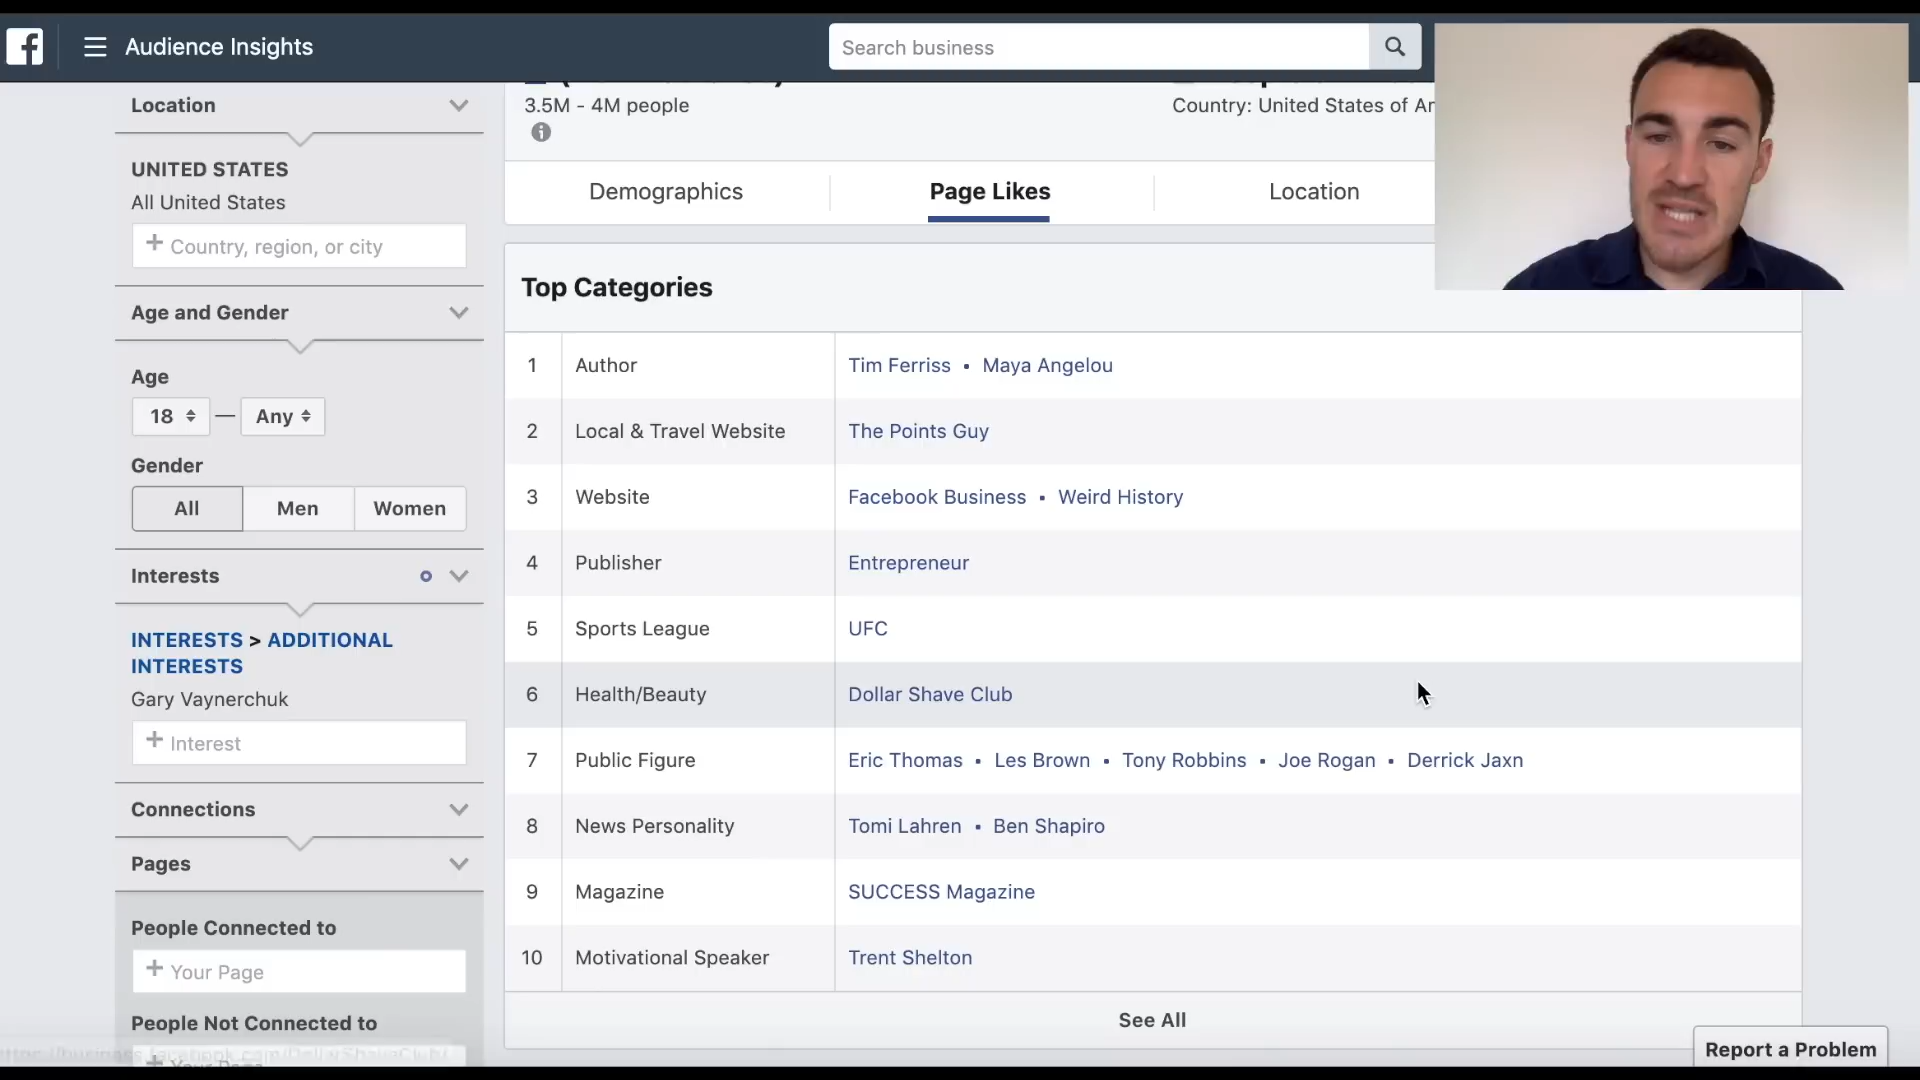 Audience Insights
Search business
Location
UNITED STATES
All United States
Country, region, or city
Age and Gender
Age
18 — Any
Gender
All Men Women
Interests
INTERESTS > ADDITIONAL
INTERESTS
Gary Vaynerchuk
Interest
Connections
Pages
People Connected to
Your Page
People Not Connected to
Your Page
3.5M - 4M people
Country: United States of
Demographics Page Likes Location
Top Categories
1 Author Tim Ferriss • Maya Angelou
2 Local & Travel Website The Points Guy
3 Website Facebook Business • Weird History
4 Publisher Entrepreneur
5 Sports League UFC
6 Health/Beauty Dollar Shave Club
7 Public Figure Eric Thomas • Les Brown • Tony Robbins • Joe Rogan • Derrick Jaxn
8 News Personality Tomi Lahren • Ben Shapiro
9 Magazine SUCCESS Magazine
10 Motivational Speaker Trent Shelton
See All
Report a Problem